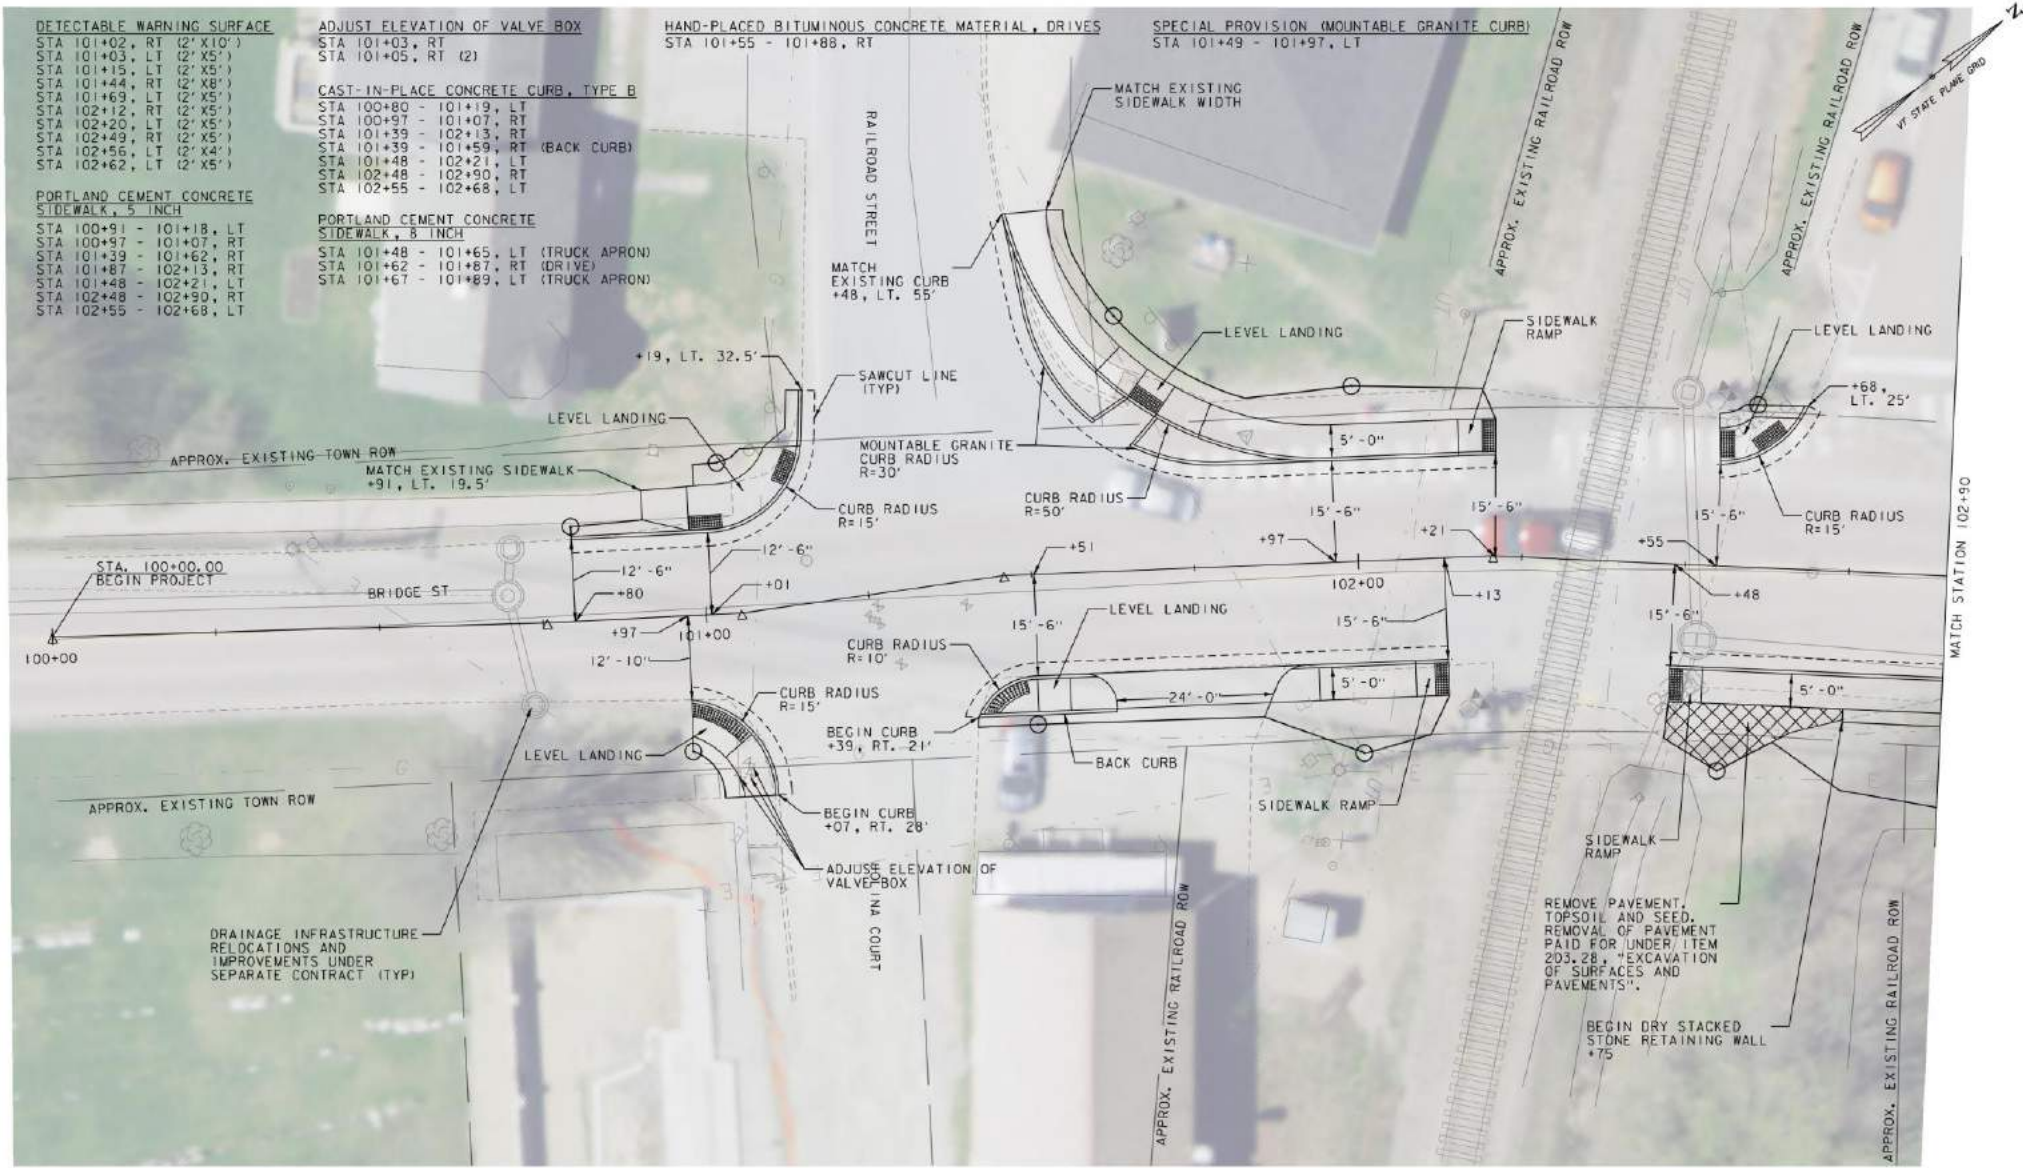 DETECTABLE WARNING SURFACE
STA 101+02, RT (2'X10')
STA 101+03, LT (2'X5')
STA 101+15, LT (2'X5')
STA 101+44, RT (2'X8')
STA 101+69, LT (2'X5')
STA 102+12, RT (2'X5')
STA 102+20, LT (2'X5')
STA 102+49, RT (2'X5')
STA 102+56, LT (2'X4')
STA 102+62, LT (2'X5')
PORTLAND CEMENT CONCRETE
SIDEWALK, 5 INCH
STA 100+91 - 101+18, LT
STA 100+97 - 101+07, RT
STA 101+39 - 101+62, RT
STA 101+87 - 102+13, RT
STA 101+48 - 102+21, LT
STA 102+48 - 102+90, RT
STA 102+55 - 102+68, LT
ADJUST ELEVATION OF VALVE BOX
STA 101+03, RT
STA 101+05, RT (2)
CAST-IN-PLACE CONCRETE CURB, TYPE B
STA 100+80 - 101+19, LT
STA 100+97 - 101+07, RT
STA 101+39 - 102+13, RT
STA 101+39 - 101+59, RT (BACK CURB)
STA 101+48 - 102+21, LT
STA 102+48 - 102+90, RT
STA 102+55 - 102+68, LT
PORTLAND CEMENT CONCRETE
SIDEWALK, 8 INCH
STA 101+48 - 101+65, LT (TRUCK APRON)
STA 101+62 - 101+87, RT (DRIVE)
STA 101+67 - 101+89, LT (TRUCK APRON)
HAND-PLACED BITUMINOUS CONCRETE MATERIAL, DRIVES
STA 101+55 - 101+88, RT
SPECIAL PROVISION (MOUNTABLE GRANITE CURB)
STA 101+49 - 101+97, LT
N
VT STATE PLANE GRID
RAILROAD STREET
MATCH EXISTING
SIDEWALK WIDTH
APPROX. EXISTING RAILROAD ROW
APPROX. EXISTING RAILROAD ROW
MATCH
EXISTING CURB
+48, LT. 55'
LEVEL LANDING
SIDEWALK
RAMP
LEVEL LANDING
+19, LT. 32.5'
SAWCUT LINE
(TYP)
+68,
LT. 25'
LEVEL LANDING
APPROX. EXISTING TOWN ROW
MATCH EXISTING SIDEWALK
+91, LT. 19.5'
MOUNTABLE GRANITE
CURB RADIUS
R=30'
5'-0"
CURB RADIUS
R=15'
CURB RADIUS
R=50'
15'-6"
15'-6"
15'-6"
CURB RADIUS
R=15'
MATCH STATION 102+90
STA. 100+00.00
BEGIN PROJECT
BRIDGE ST
12'-6"
12'-6"
+80
+01
+51
+97
+21
+55
102+00
+13
+48
100+00
+97
101+00
12'-10"
15'-6"
LEVEL LANDING
15'-6"
15'-6"
CURB RADIUS
R=10'
CURB RADIUS
R=15'
24'-0"
5'-0"
5'-0"
LEVEL LANDING
BEGIN CURB
+39, RT. 21'
BACK CURB
APPROX. EXISTING TOWN ROW
BEGIN CURB
+07, RT. 28'
SIDEWALK RAMP
SIDEWALK
RAMP
ADJUST ELEVATION OF
VALVE BOX
COURT
DRAINAGE INFRASTRUCTURE
RELOCATIONS AND
IMPROVEMENTS UNDER
SEPARATE CONTRACT (TYP)
APPROX. EXISTING RAILROAD ROW
REMOVE PAVEMENT.
TOPSOIL AND SEED.
REMOVAL OF PAVEMENT
PAID FOR UNDER ITEM
203.28, "EXCAVATION
OF SURFACES AND
PAVEMENTS".
BEGIN DRY STACKED
STONE RETAINING WALL
+75
APPROX. EXISTING RAILROAD ROW